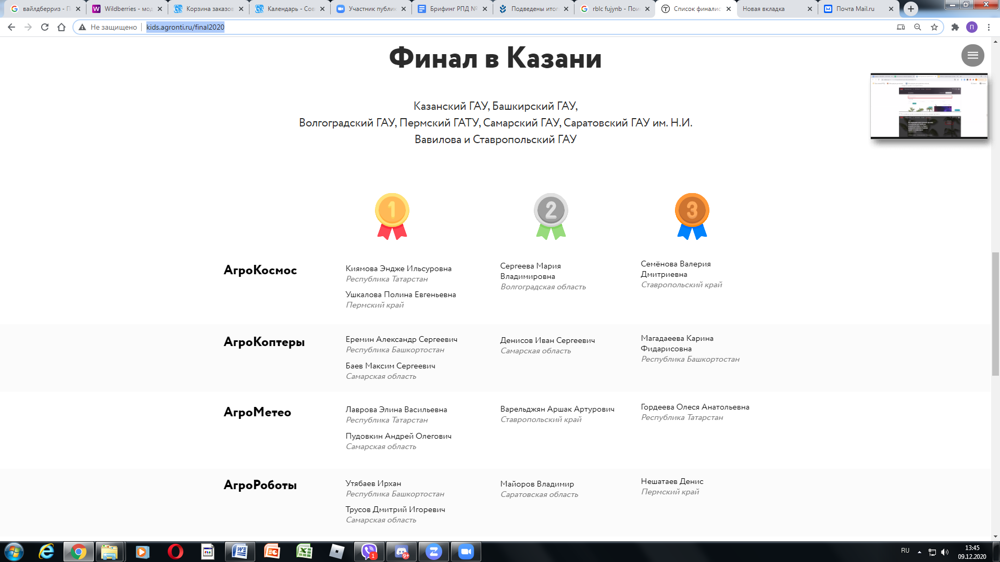 вайлдберриз - П
Wildberries - мод
Корзина заказов
Календарь - Сов
Участник публик
Брифинг РПД №
Подведены итог
rblc fujynb - Пои
Список финалис
Новая вкладка
Почта Mail.ru
Не защищено
kids.agronti.ru/final2020
П
Финал в Казани
Казанский ГАУ, Башкирский ГАУ,
Волгоградский ГАУ, Пермский ГАТУ, Самарский ГАУ, Саратовский ГАУ им. Н.И.
Вавилова и Ставропольский ГАУ
1
2
3
АгроКосмос
Киямова Эндже Ильсуровна
Республика Татарстан
Ушкалова Полина Евгеньевна
Пермский край
Сергеева Мария
Владимировна
Волгоградская область
Семёнова Валерия
Дмитриевна
Ставропольский край
АгроКоптеры
Еремин Александр Сергеевич
Республика Башкортостан
Баев Максим Сергеевич
Самарская область
Денисов Иван Сергеевич
Самарская область
Магадаеева Карина
Фидарисовна
Республика Башкортостан
АгроМетео
Лаврова Элина Васильевна
Республика Татарстан
Пудовкин Андрей Олегович
Самарская область
Варельджян Аршак Артурович
Ставропольский край
Гордеева Олеся Анатольевна
Республика Татарстан
АгроРоботы
Утябаев Ирхан
Республика Башкортостан
Трусов Дмитрий Игоревич
Самарская область
Майоров Владимир
Саратовская область
Нешатаев Денис
Пермский край
1
9+
RU
13:45
09.12.2020